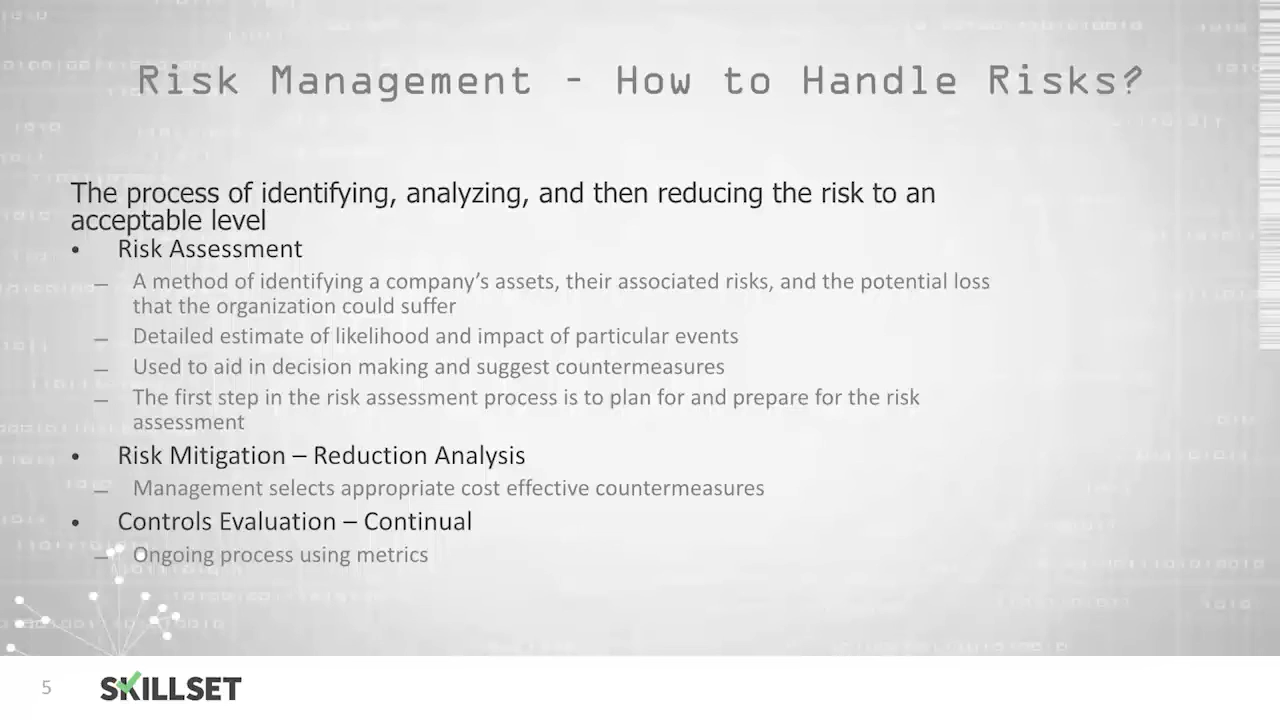 Risk Management - How to Handle Risks?
The process of identifying, analyzing, and then reducing the risk to an
acceptable level
• Risk Assessment
– A method of identifying a company’s assets, their associated risks, and the potential loss
that the organization could suffer
– Detailed estimate of likelihood and impact of particular events
– Used to aid in decision making and suggest countermeasures
– The first step in the risk assessment process is to plan for and prepare for the risk
assessment
• Risk Mitigation – Reduction Analysis
– Management selects appropriate cost effective countermeasures
• Controls Evaluation – Continual
– Ongoing process using metrics
5 SKILLSET